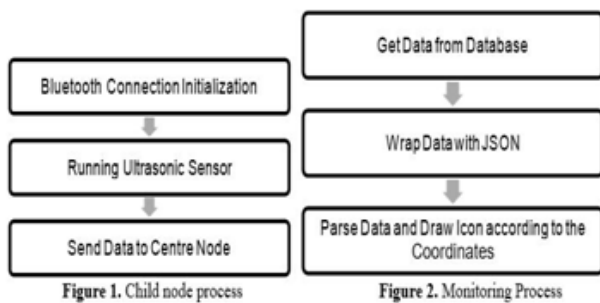 Bluetooth Connection Initialization
Running Ultrasonic Sensor
Send Data to Centre Node
Figure 1. Child node process
Get Data from Database
Wrap Data with JSON
Parse Data and Draw Icon according to the
Coordinates
Figure 2. Monitoring Process